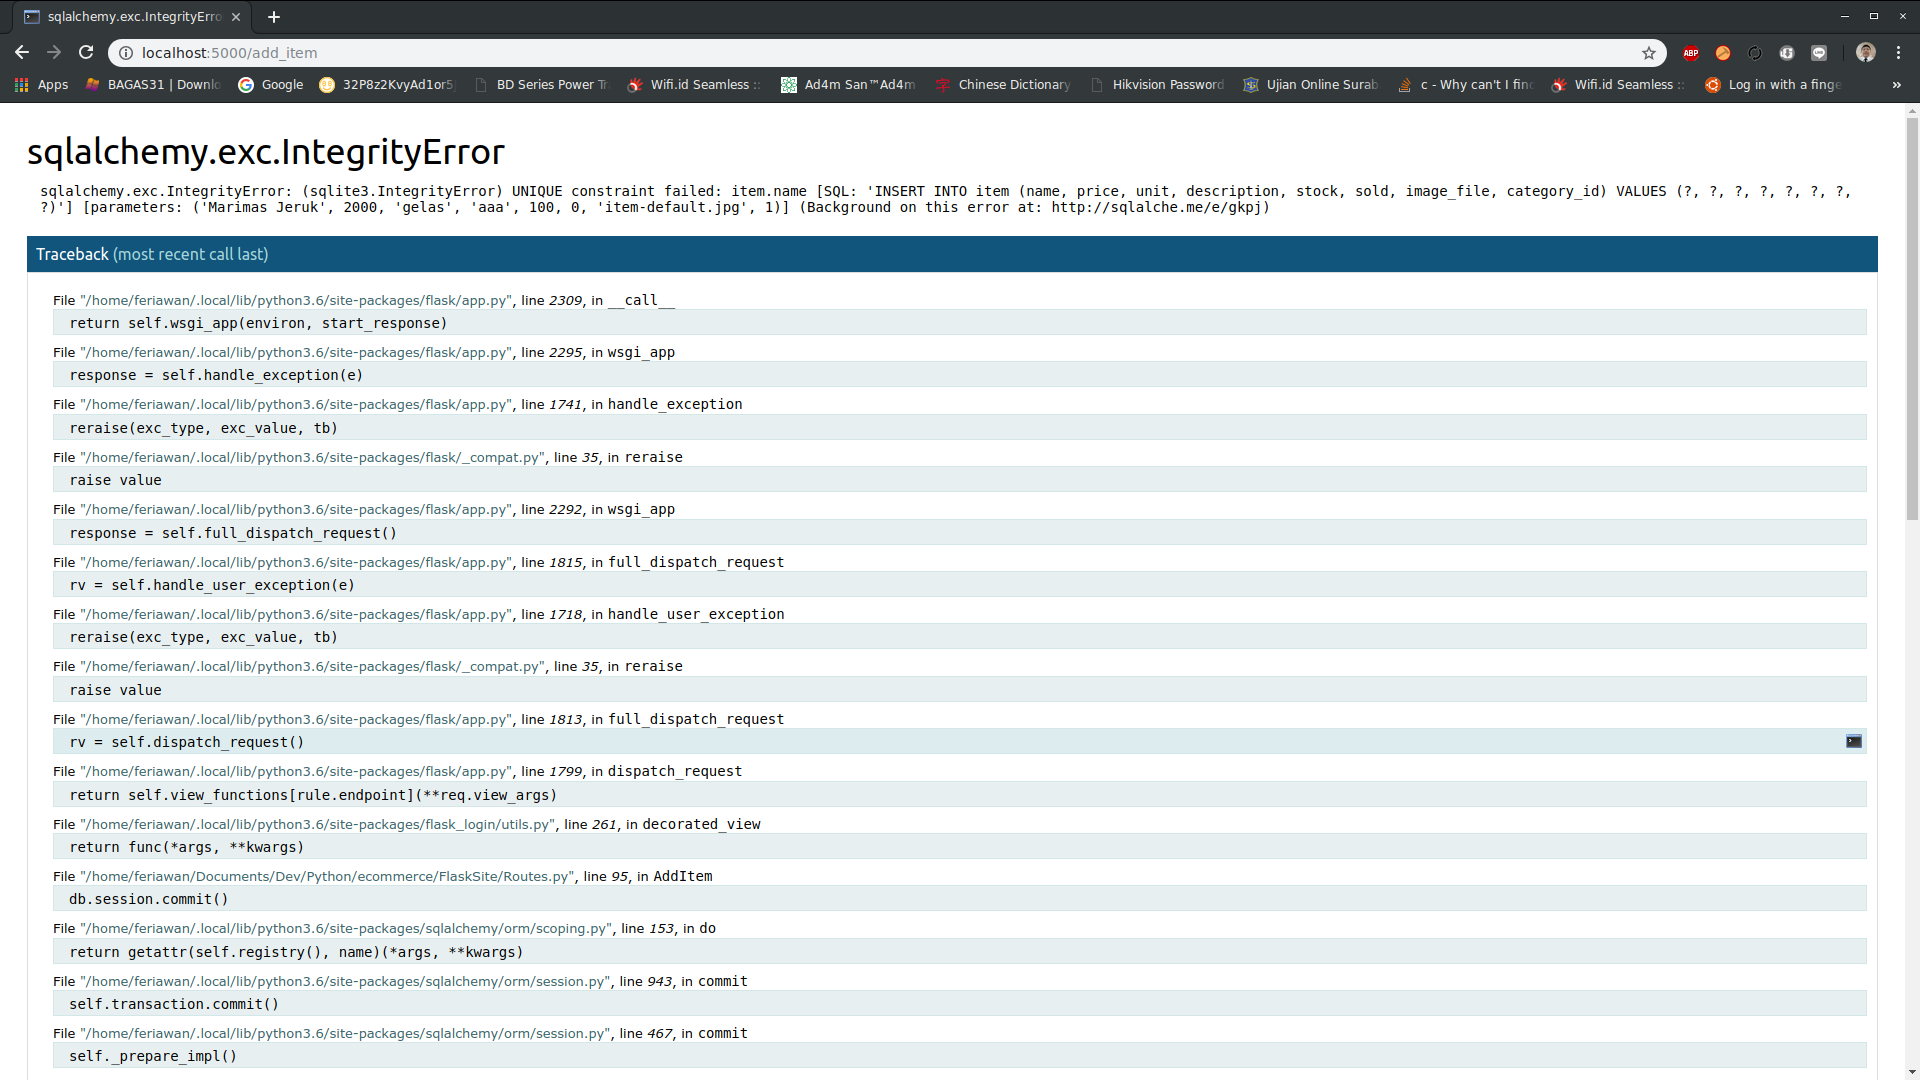 sqlalchemy.exc.IntegrityErro
localhost:5000/add_item
ABP
Apps
BAGAS31 | Downlo
Google
32P8z2KvyAd1or5
BD Series Power Tr
Wifi.id Seamless ::
Ad4m San™Ad4m
Chinese Dictionary
Hikvision Password
Ujian Online Surab
c - Why can't I find
Wifi.id Seamless ::
Log in with a finge
»
sqlalchemy.exc.IntegrityError
sqlalchemy.exc.IntegrityError: (sqlite3.IntegrityError) UNIQUE constraint failed: item.name [SQL: 'INSERT INTO item (name, price, unit, description, stock, sold, image_file, category_id) VALUES (?, ?, ?, ?, ?, ?, ?,
?)'] [parameters: ('Marimas Jeruk', 2000, 'gelas', 'aaa', 100, 0, 'item-default.jpg', 1)] (Background on this error at: http://sqlalche.me/e/gkpj)
Traceback (most recent call last)
File "/home/feriawan/.local/lib/python3.6/site-packages/flask/app.py", line 2309, in __call__
return self.wsgi_app(environ, start_response)
File "/home/feriawan/.local/lib/python3.6/site-packages/flask/app.py", line 2295, in wsgi_app
response = self.handle_exception(e)
File "/home/feriawan/.local/lib/python3.6/site-packages/flask/app.py", line 1741, in handle_exception
reraise(exc_type, exc_value, tb)
File "/home/feriawan/.local/lib/python3.6/site-packages/flask/_compat.py", line 35, in reraise
raise value
File "/home/feriawan/.local/lib/python3.6/site-packages/flask/app.py", line 2292, in wsgi_app
response = self.full_dispatch_request()
File "/home/feriawan/.local/lib/python3.6/site-packages/flask/app.py", line 1815, in full_dispatch_request
rv = self.handle_user_exception(e)
File "/home/feriawan/.local/lib/python3.6/site-packages/flask/app.py", line 1718, in handle_user_exception
reraise(exc_type, exc_value, tb)
File "/home/feriawan/.local/lib/python3.6/site-packages/flask/_compat.py", line 35, in reraise
raise value
File "/home/feriawan/.local/lib/python3.6/site-packages/flask/app.py", line 1813, in full_dispatch_request
rv = self.dispatch_request()
File "/home/feriawan/.local/lib/python3.6/site-packages/flask/app.py", line 1799, in dispatch_request
return self.view_functions[rule.endpoint](**req.view_args)
File "/home/feriawan/.local/lib/python3.6/site-packages/flask_login/utils.py", line 261, in decorated_view
return func(*args, **kwargs)
File "/home/feriawan/Documents/Dev/Python/ecommerce/FlaskSite/Routes.py", line 95, in AddItem
db.session.commit()
File "/home/feriawan/.local/lib/python3.6/site-packages/sqlalchemy/orm/scoping.py", line 153, in do
return getattr(self.registry(), name)(*args, **kwargs)
File "/home/feriawan/.local/lib/python3.6/site-packages/sqlalchemy/orm/session.py", line 943, in commit
self.transaction.commit()
File "/home/feriawan/.local/lib/python3.6/site-packages/sqlalchemy/orm/session.py", line 467, in commit
self._prepare_impl()